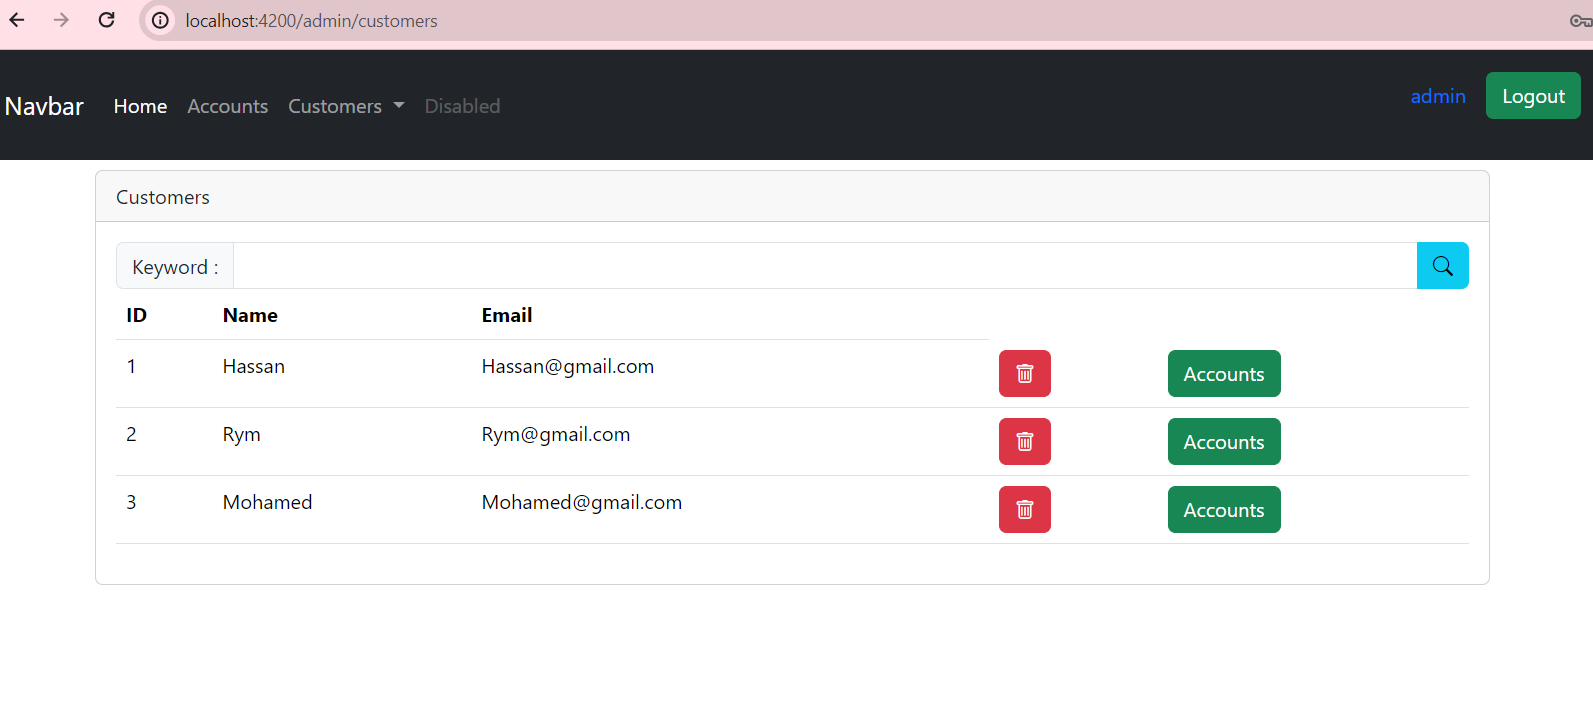 localhost:4200/admin/customers
Navbar Home Accounts Customers Disabled admin Logout
Customers
Keyword :
ID Name Email
1 Hassan Hassan@gmail.com Accounts
2 Rym Rym@gmail.com Accounts
3 Mohamed Mohamed@gmail.com Accounts